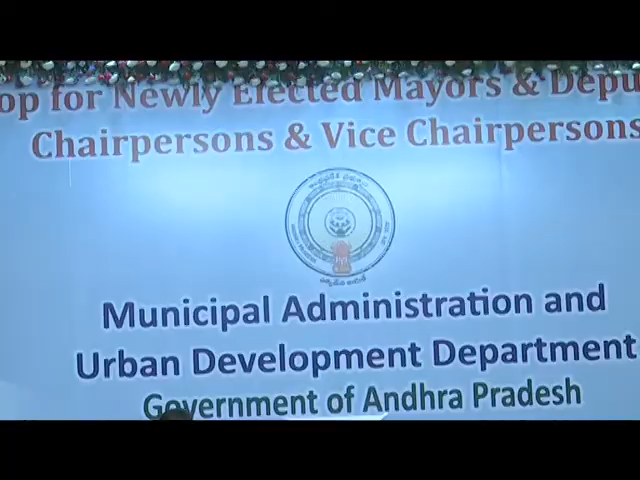 op for Newly Elected Mayors & Depu
Chairpersons & Vice Chairpersons
Municipal Administration and
Urban Development Department
Government of Andhra Pradesh